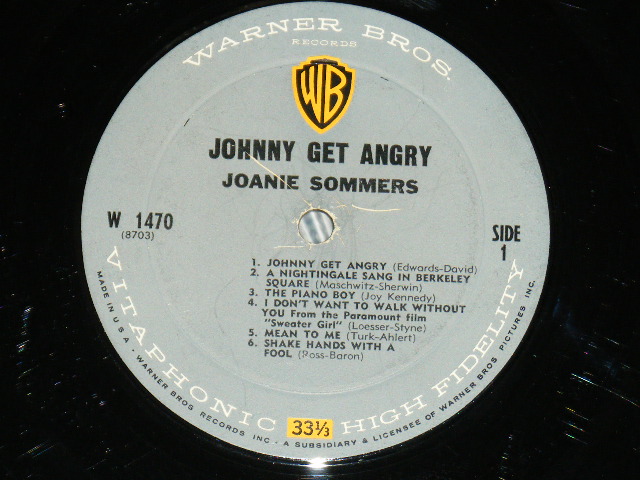 WARNER BROS.
RECORDS
WB
JOHNNY GET ANGRY
JOANIE SOMMERS
W 1470
(8703)
SIDE
1
1. JOHNNY GET ANGRY (Edwards-David)
2. A NIGHTINGALE SANG IN BERKELEY
SQUARE (Maschwitz-Sherwin)
3. THE PIANO BOY (Joy Kennedy)
4. I DON'T WANT TO WALK WITHOUT
YOU From the Paramount film
"Sweater Girl" (Loesser-Styne)
5. MEAN TO ME (Turk-Ahlert)
6. SHAKE HANDS WITH A
FOOL (Ross-Baron)
VITAPHONIC HIGH FIDELITY
33⅓
MADE IN U.S.A. · WARNER BROS RECORDS INC · A SUBSIDIARY & LICENSEE OF WARNER BROS PICTURES INC.